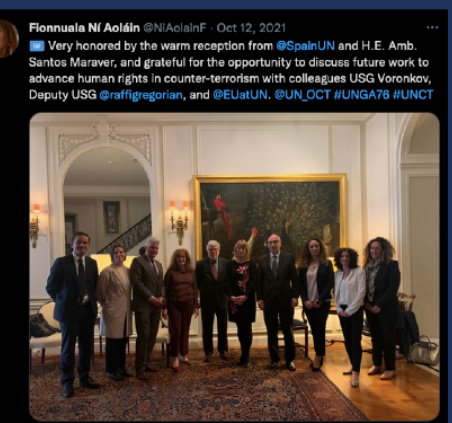 Fionnuala Ní Aoláin @NiAolainF · Oct 12, 2021
🇺🇳 Very honored by the warm reception from @SpainUN and H.E. Amb.
Santos Maraver, and grateful for the opportunity to discuss future work to
advance human rights in counter-terrorism with colleagues USG Voronkov,
Deputy USG @raffigregorian, and @EUatUN. @UN_OCT #UNGA76 #UNCT